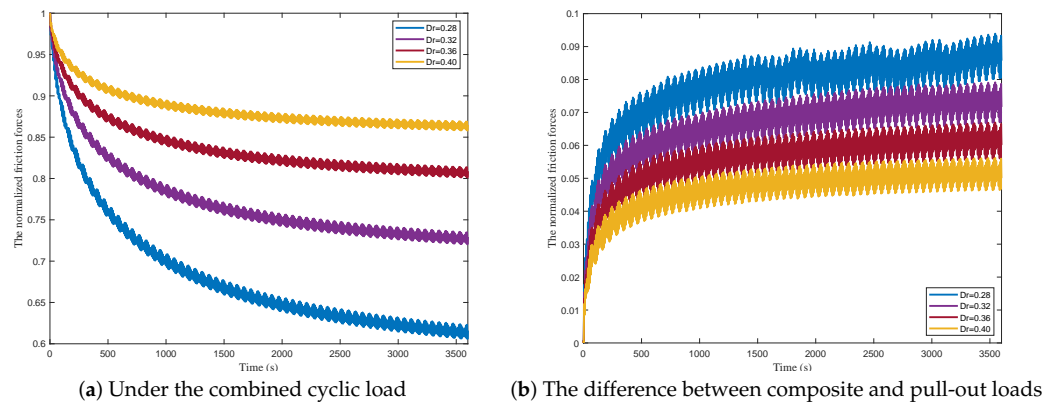 1
0.95
0.9
0.85
0.8
0.75
0.7
0.65
0.6
The normalized friction forces
0 500 1000 1500 2000 2500 3000 3500
Time (s)
Dr=0.28
Dr=0.32
Dr=0.36
Dr=0.40
(a) Under the combined cyclic load
0.1
0.09
0.08
0.07
0.06
0.05
0.04
0.03
0.02
0.01
0
The normalized friction forces
0 500 1000 1500 2000 2500 3000 3500
Time (s)
Dr=0.28
Dr=0.32
Dr=0.36
Dr=0.40
(b) The difference between composite and pull-out loads